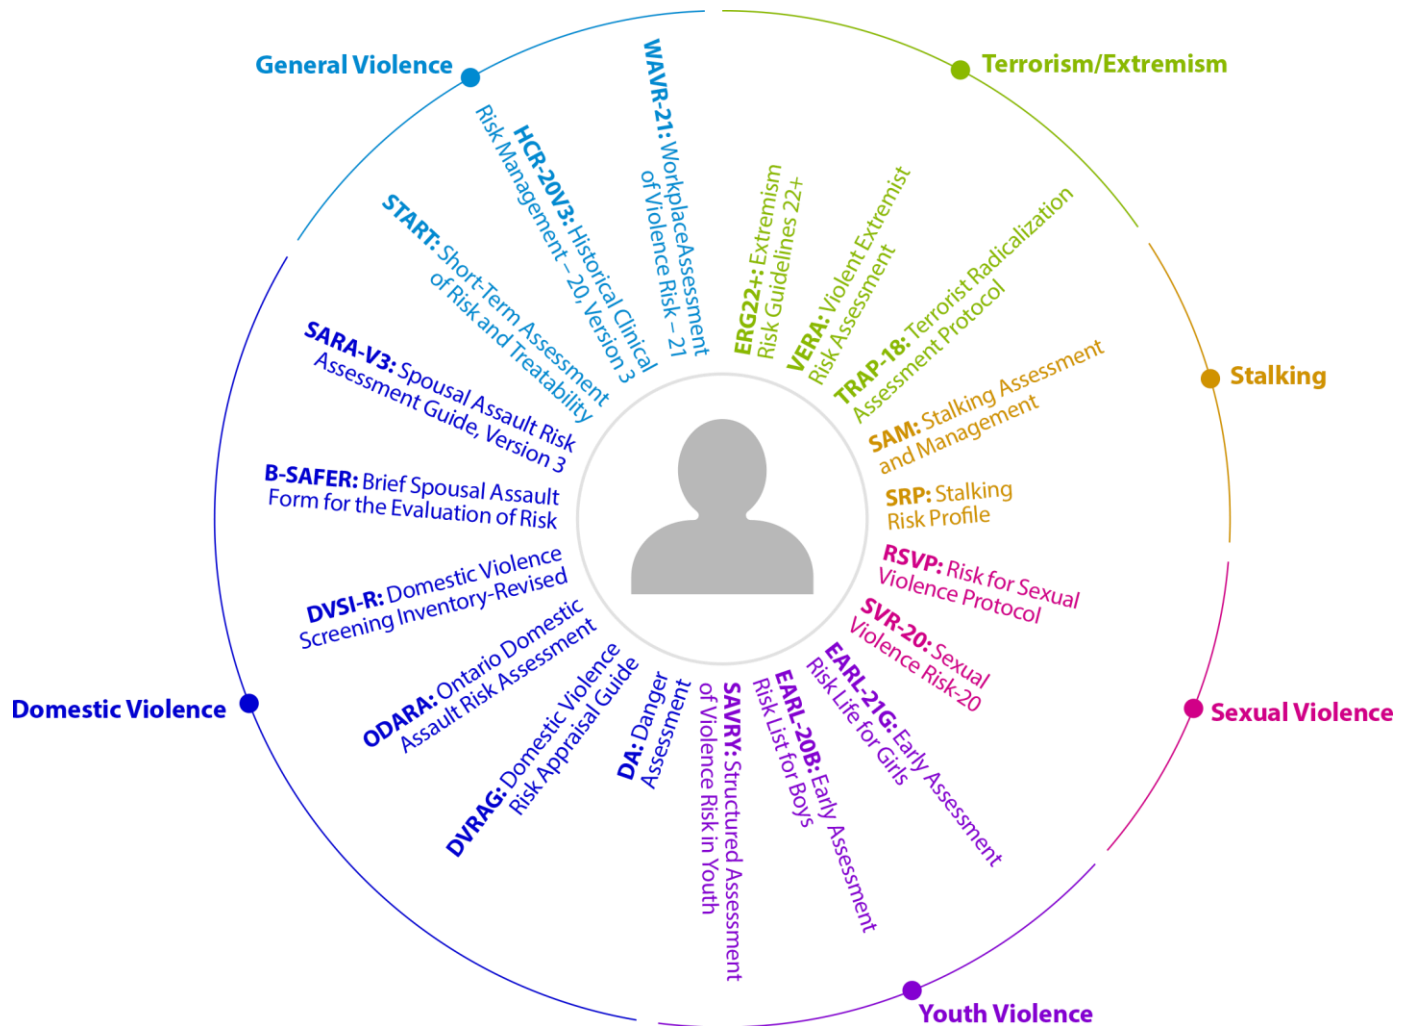 General Violence
WAVR-21: WorkplaceAssessment
of Violence Risk – 21
HCR-20V3: Historical Clinical
Risk Management – 20, Version 3
START: Short-Term Assessment
of Risk and Treatability
Terrorism/Extremism
ERG22+: Extremism
Risk Guidelines 22+
VERA: Violent Extremist
Risk Assessment
TRAP-18: Terrorist Radicalization
Assessment Protocol
Stalking
SAM: Stalking Assessment
and Management
SRP: Stalking
Risk Profile
Sexual Violence
RSVP: Risk for Sexual
Violence Protocol
SVR-20: Sexual
Violence Risk-20
Youth Violence
EARL-21G: Early Assessment
Risk Life for Girls
EARL-20B: Early Assessment
Risk List for Boys
SAVRY: Structured Assessment
of Violence Risk in Youth
Domestic Violence
DA: Danger
Assessment
DVRAG: Domestic Violence
Risk Appraisal Guide
ODARA: Ontario Domestic
Assault Risk Assessment
DVSI-R: Domestic Violence
Screening Inventory-Revised
B-SAFER: Brief Spousal Assault
Form for the Evaluation of Risk
SARA-V3: Spousal Assault Risk
Assessment Guide, Version 3